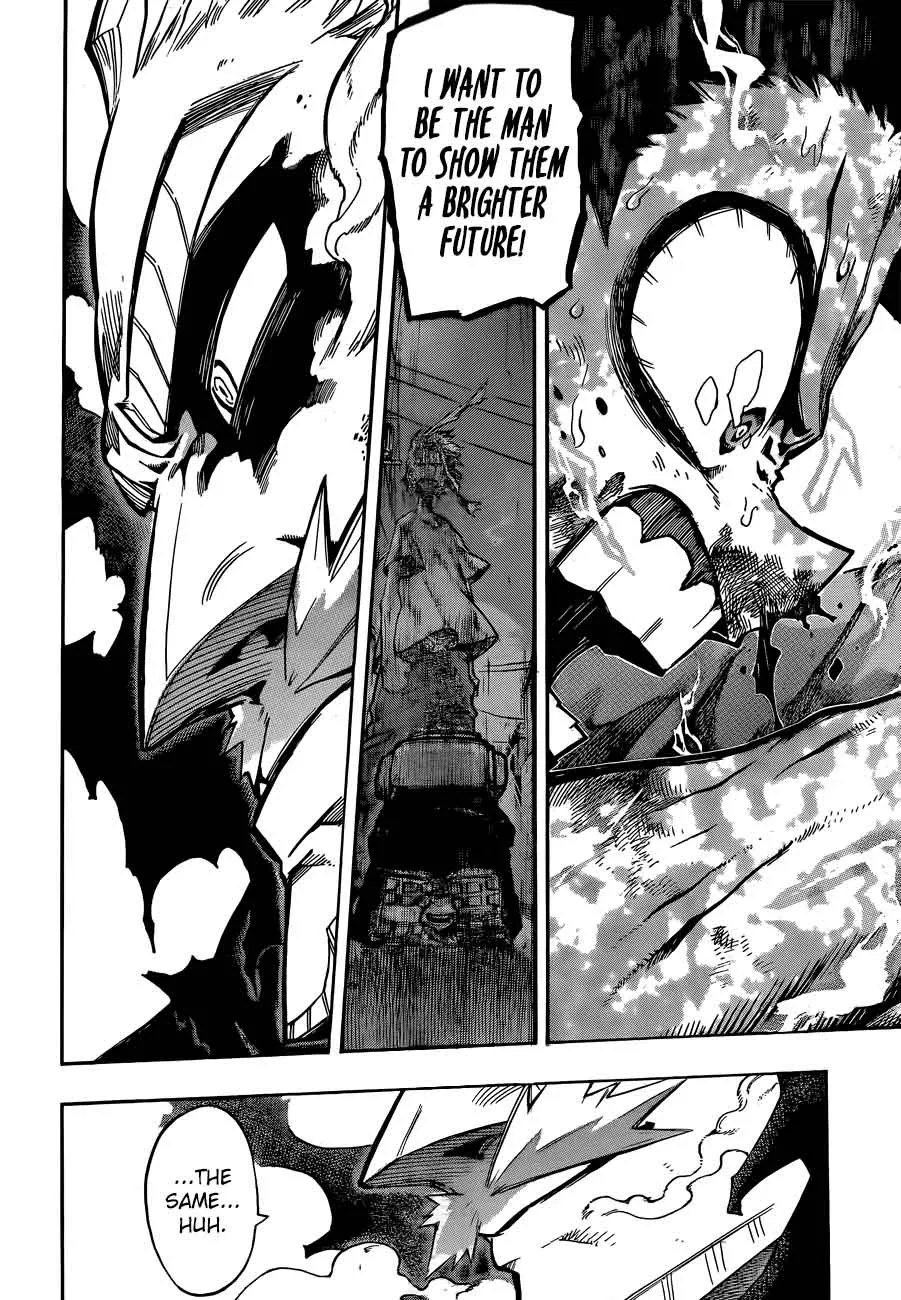 I WANT TO
BE THE MAN
TO SHOW THEM
A BRIGHTER
FUTURE!
...THE
SAME...
HUH.